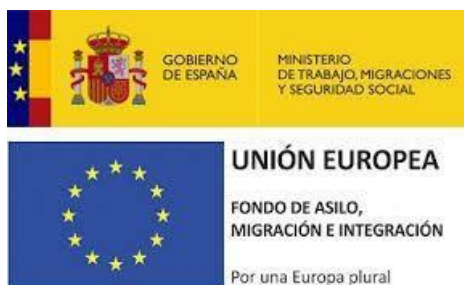 GOBIERNO
DE ESPAÑA
MINISTERIO
DE TRABAJO, MIGRACIONES
Y SEGURIDAD SOCIAL
UNIÓN EUROPEA
FONDO DE ASILO,
MIGRACIÓN E INTEGRACIÓN
Por una Europa plural